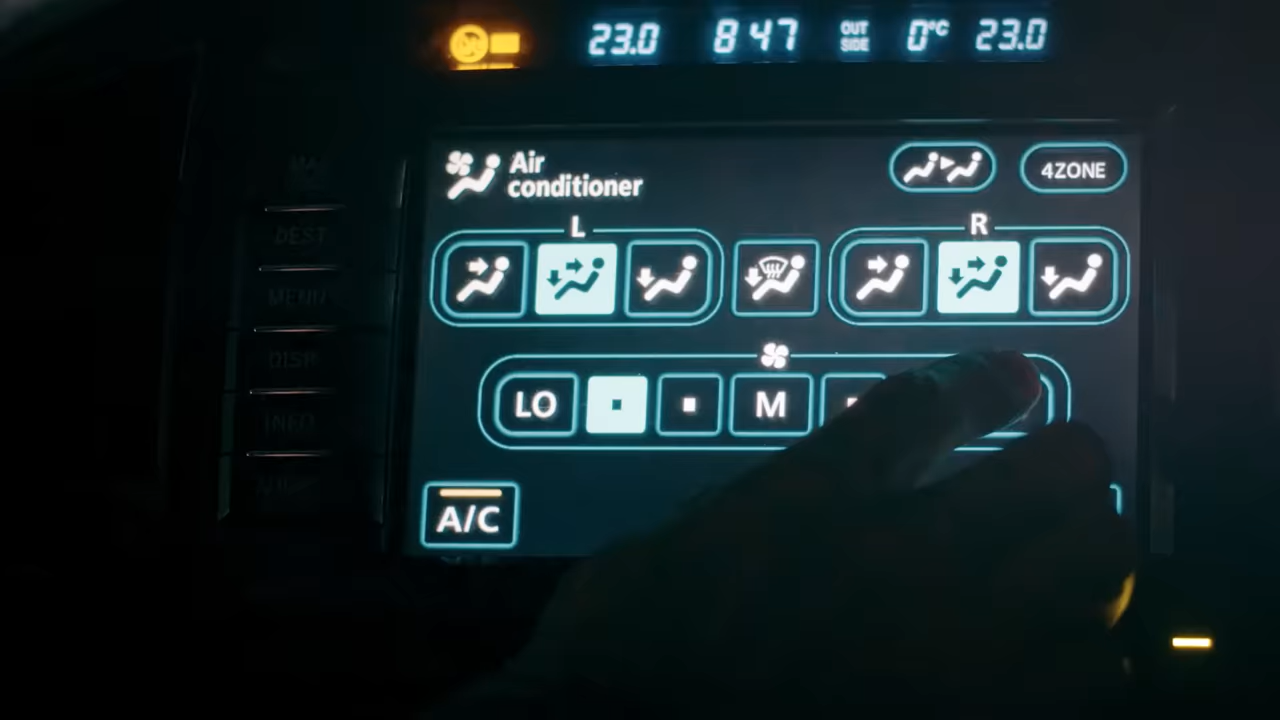 23.0 8 47 OUT SIDE 0°C 23.0
Air
conditioner
4ZONE
L
R
DEST
MENU
DISP
INFO
LO
M
A/C